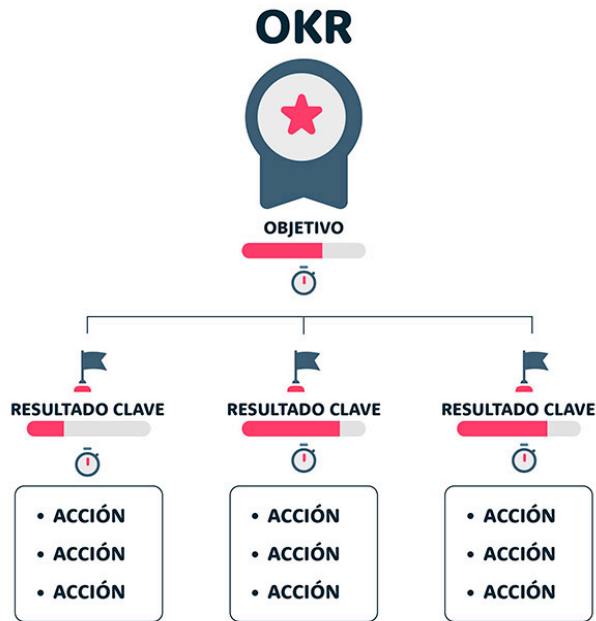 OKR
OBJETIVO
RESULTADO CLAVE
RESULTADO CLAVE
RESULTADO CLAVE
• ACCIÓN
• ACCIÓN
• ACCIÓN
• ACCIÓN
• ACCIÓN
• ACCIÓN
• ACCIÓN
• ACCIÓN
• ACCIÓN